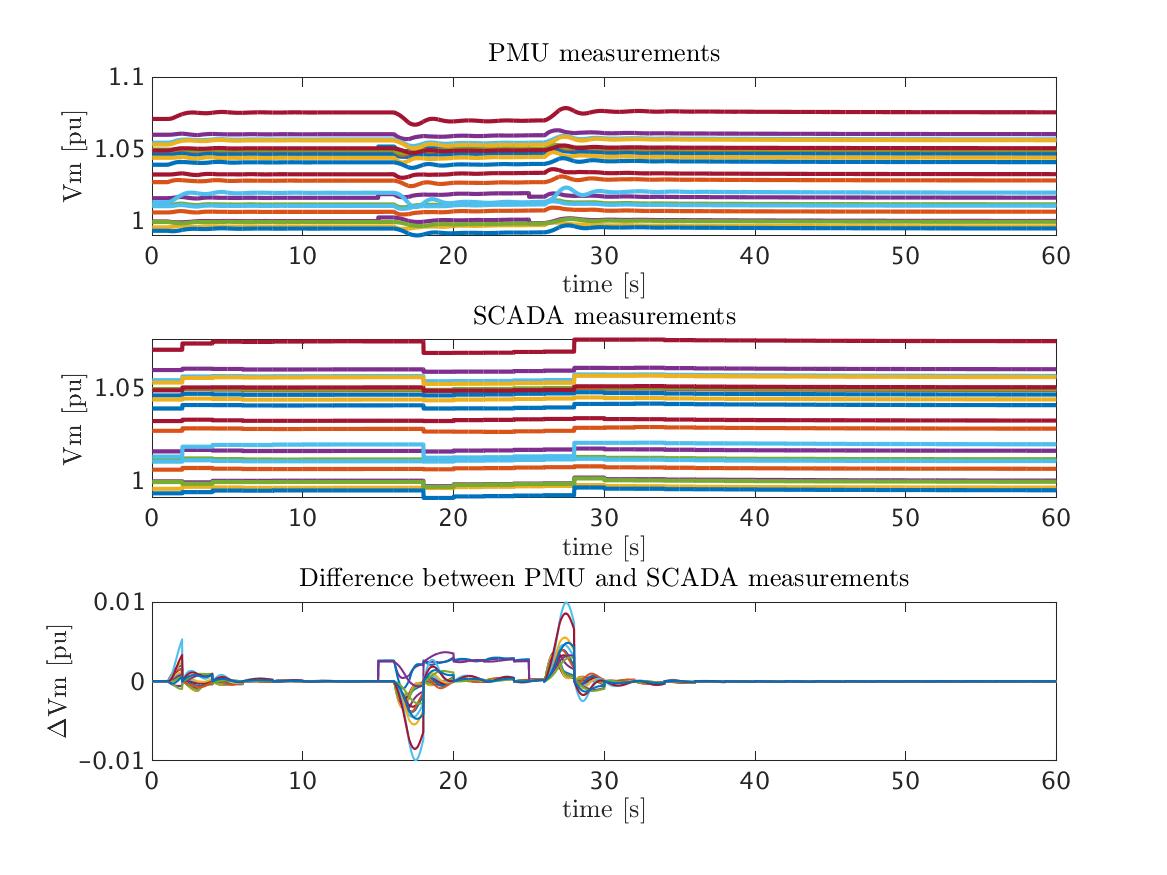 PMU measurements
1.1
1.05
1
Vm [pu]
0 10 20 30 40 50 60
time [s]
SCADA measurements
1.05
1
Vm [pu]
0 10 20 30 40 50 60
time [s]
Difference between PMU and SCADA measurements
0.01
0
-0.01
ΔVm [pu]
0 10 20 30 40 50 60
time [s]